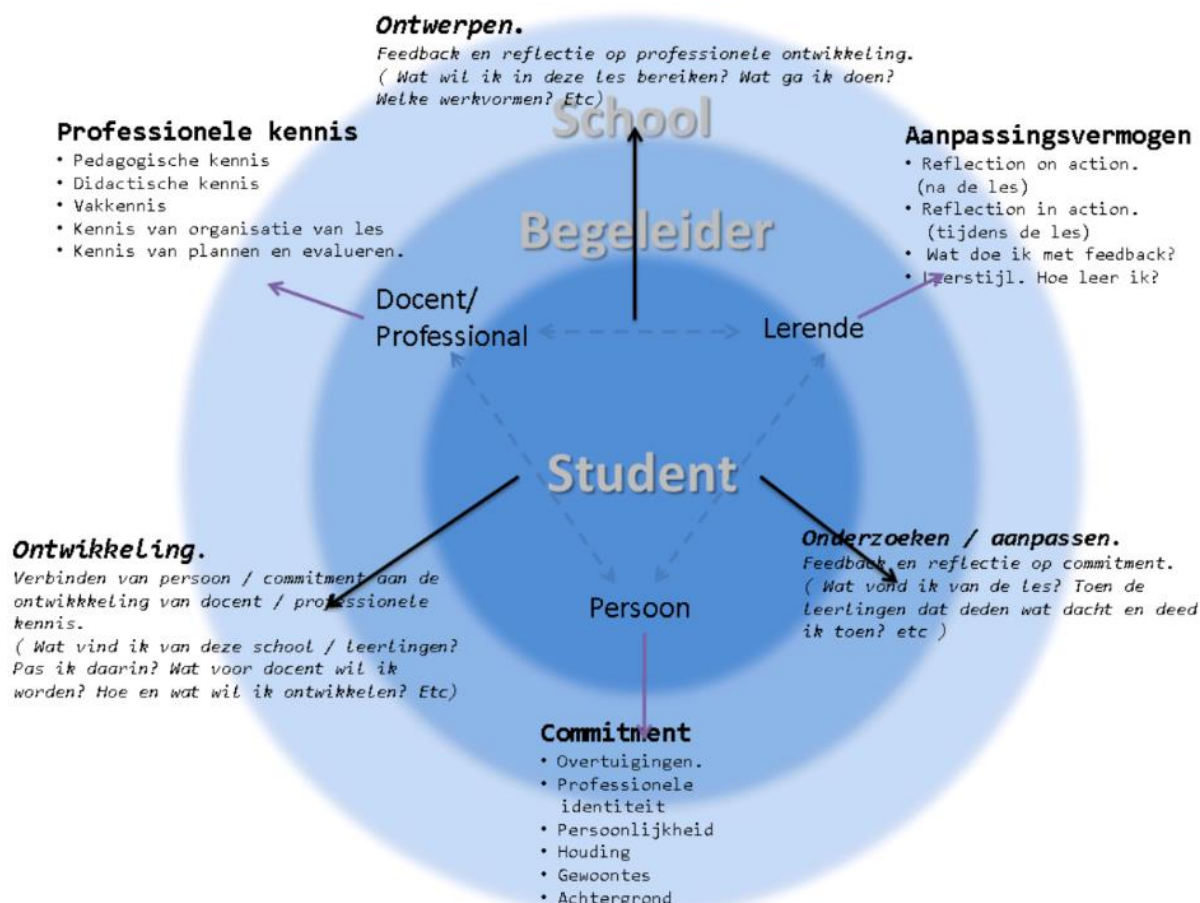 Ontwerpen.
Feedback en reflectie op professionele ontwikkeling.
( Wat wil ik in deze les bereiken? Wat ga ik doen?
Welke werkvormen? Etc)
School
Professionele kennis
• Pedagogische kennis
• Didactische kennis
• Vakkennis
• Kennis van organisatie van les
• Kennis van plannen en evalueren.
Aanpassingsvermogen
• Reflection on action.
(na de les)
• Reflection in action.
(tijdens de les)
• Wat doe ik met feedback?
• Leerstijl. Hoe leer ik?
Begeleider
Docent/
Professional
Lerende
Student
Ontwikkeling.
Verbinden van persoon / commitment aan de
ontwikkkeling van docent / professionele
kennis.
( Wat vind ik van deze school / leerlingen?
Pas ik daarin? Wat voor docent wil ik
worden? Hoe en wat wil ik ontwikkelen? Etc)
Onderzoeken / aanpassen.
Feedback en reflectie op commitment.
( Wat vond ik van de les? Toen de
leerlingen dat deden wat dacht en deed
ik toen? etc )
Persoon
Commitment
• Overtuigingen.
• Professionele
identiteit
• Persoonlijkheid
• Houding
• Gewoontes
• Achtergrond